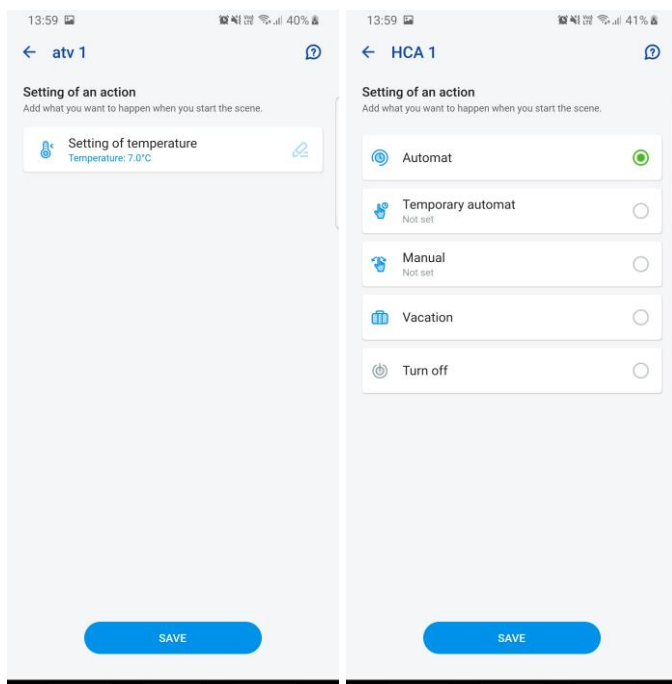 13:59
40%
atv 1
Setting of an action
Add what you want to happen when you start the scene.
Setting of temperature
Temperature: 7.0°C
SAVE
13:59
41%
HCA 1
Setting of an action
Add what you want to happen when you start the scene.
Automat
Temporary automat
Not set
Manual
Not set
Vacation
Turn off
SAVE